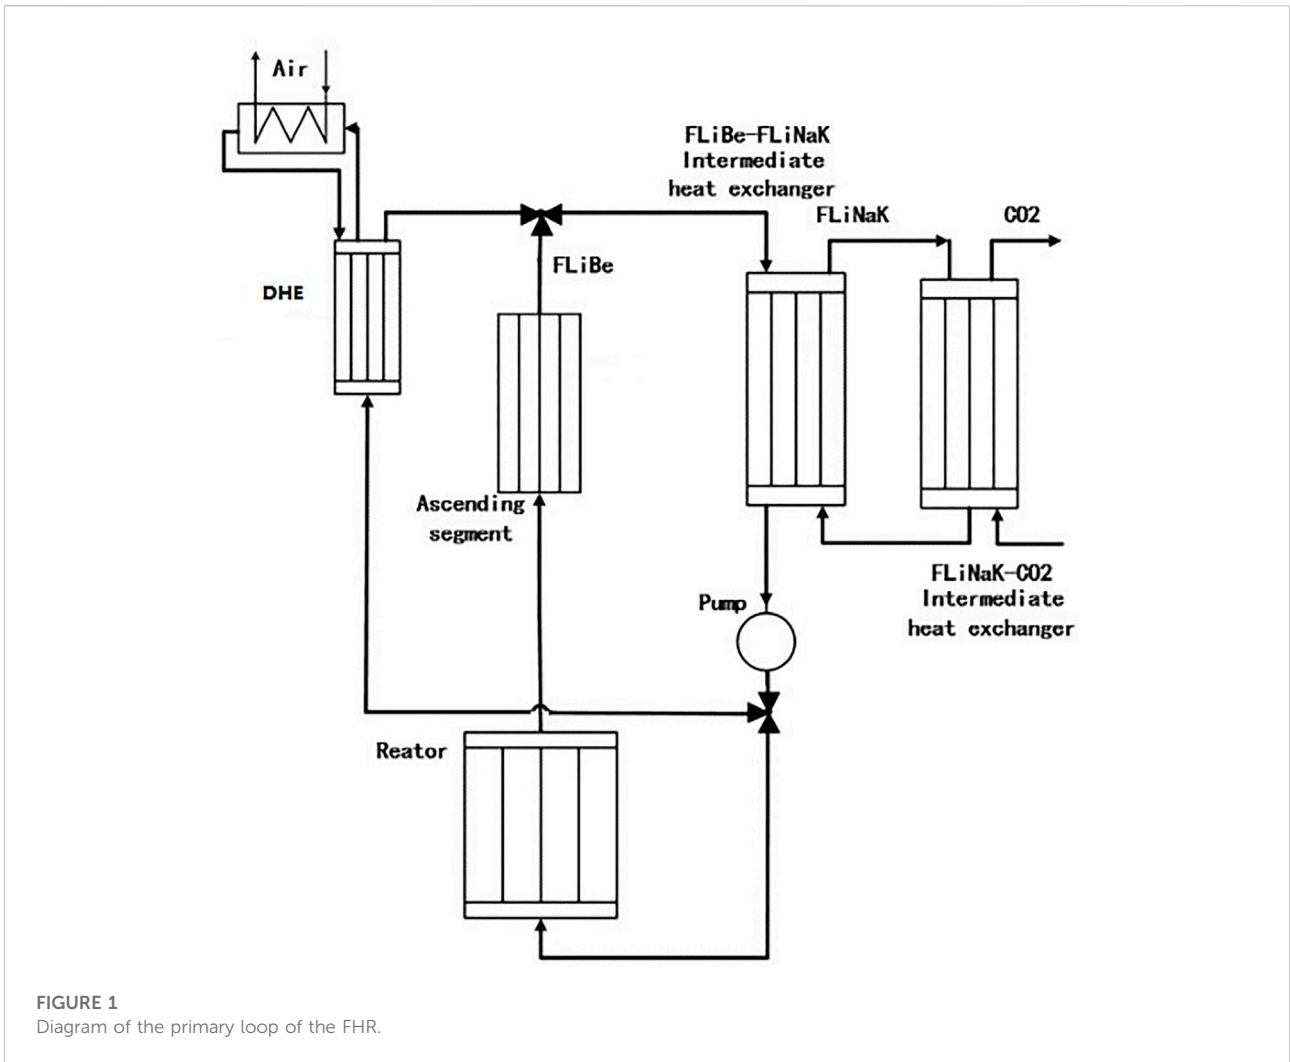 Air
FLiBe-FLiNaK
Intermediate
heat exchanger
FLiNaK
CO2
FLiBe
DHE
Ascending
segment
FLiNaK-CO2
Intermediate
heat exchanger
Pump
Reator
FIGURE 1
Diagram of the primary loop of the FHR.